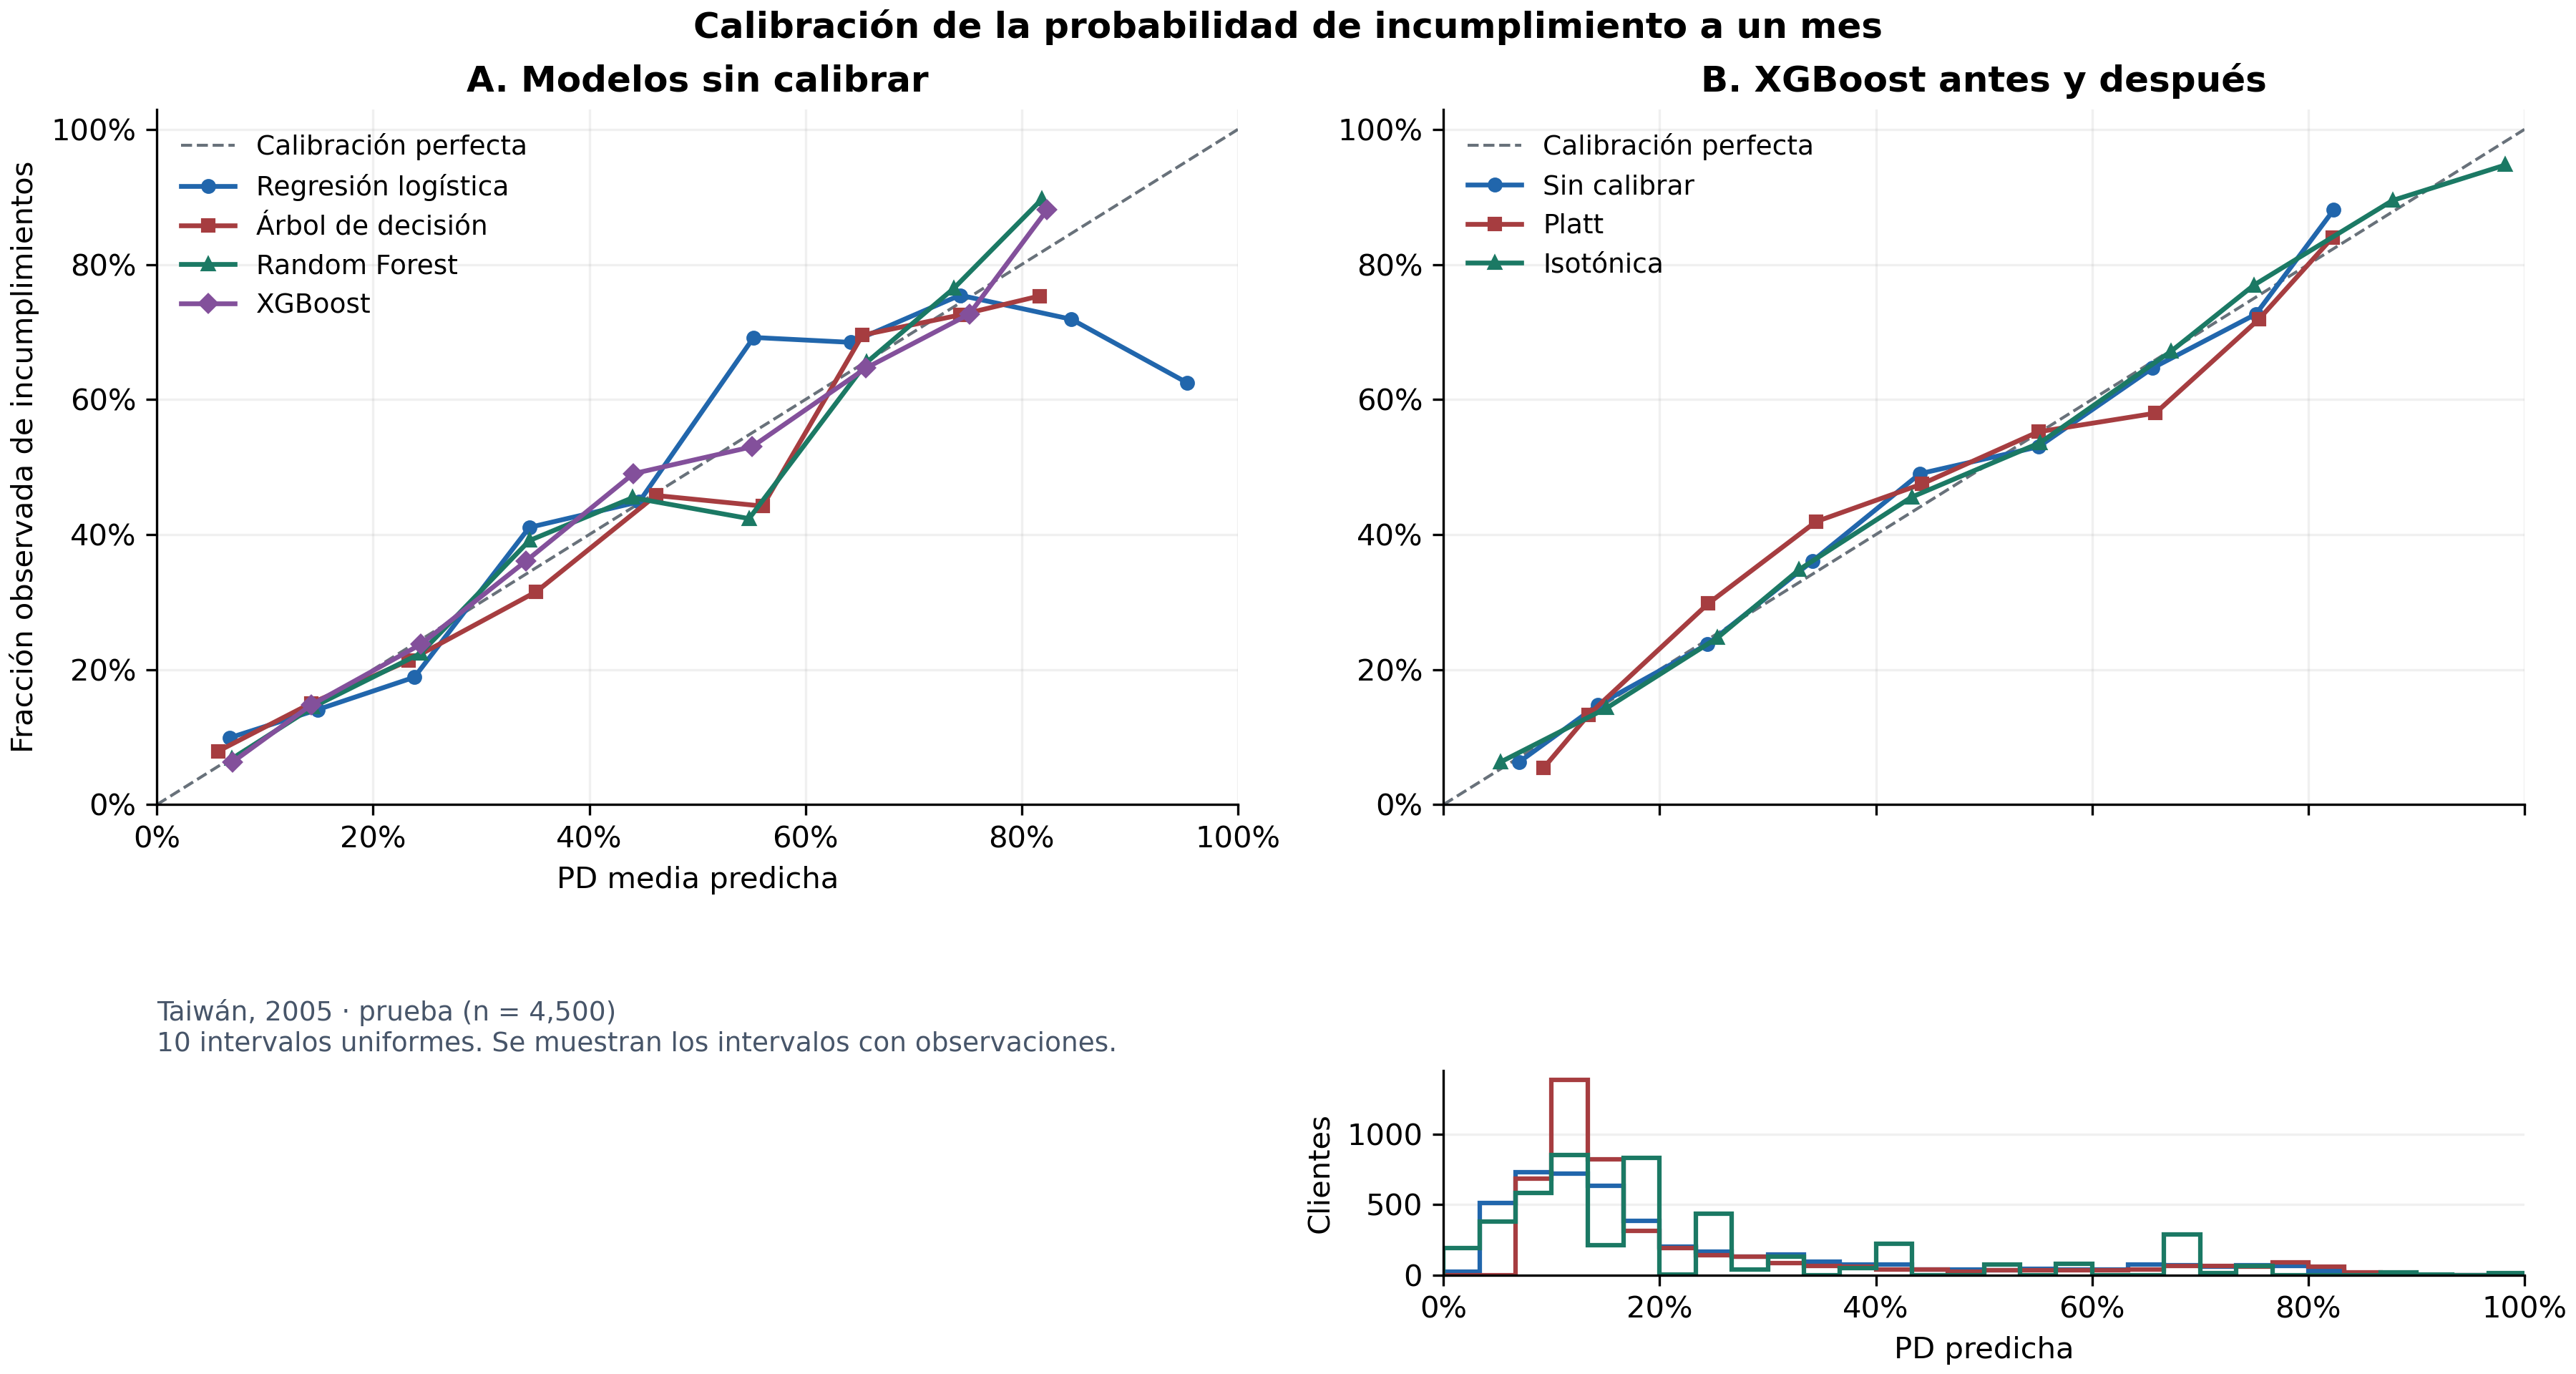 Calibración de la probabilidad de incumplimiento a un mes
A. Modelos sin calibrar
Fracción observada de incumplimientos
100%
80%
60%
40%
20%
0%
Calibración perfecta
Regresión logística
Árbol de decisión
Random Forest
XGBoost
0%
20%
40%
60%
80%
100%
PD media predicha
B. XGBoost antes y después
100%
80%
60%
40%
20%
0%
Calibración perfecta
Sin calibrar
Platt
Isotónica
Taiwán, 2005 · prueba (n = 4,500)
10 intervalos uniformes. Se muestran los intervalos con observaciones.
Clientes
1000
500
0
0%
20%
40%
60%
80%
100%
PD predicha